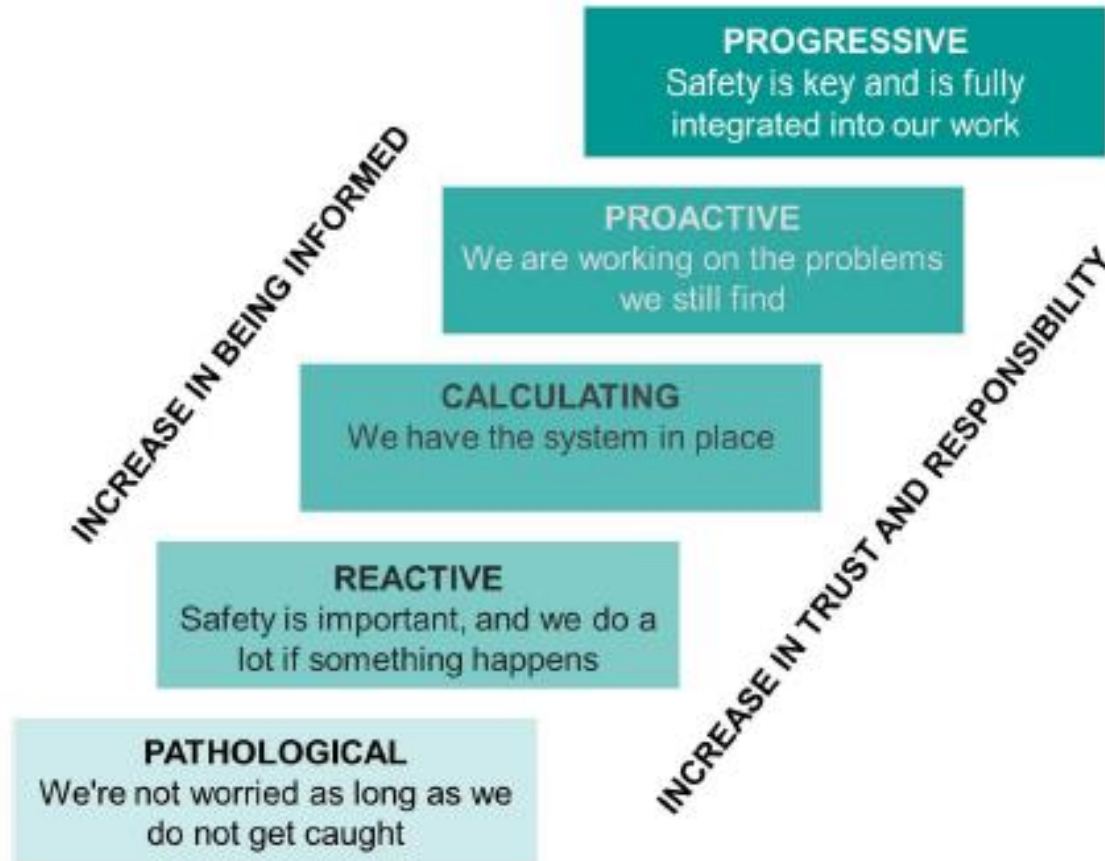 PROGRESSIVE
Safety is key and is fully
integrated into our work
PROACTIVE
We are working on the problems
we still find
CALCULATING
We have the system in place
REACTIVE
Safety is important, and we do a
lot if something happens
PATHOLOGICAL
We're not worried as long as we
do not get caught
INCREASE IN BEING INFORMED
INCREASE IN TRUST AND RESPONSIBILITY